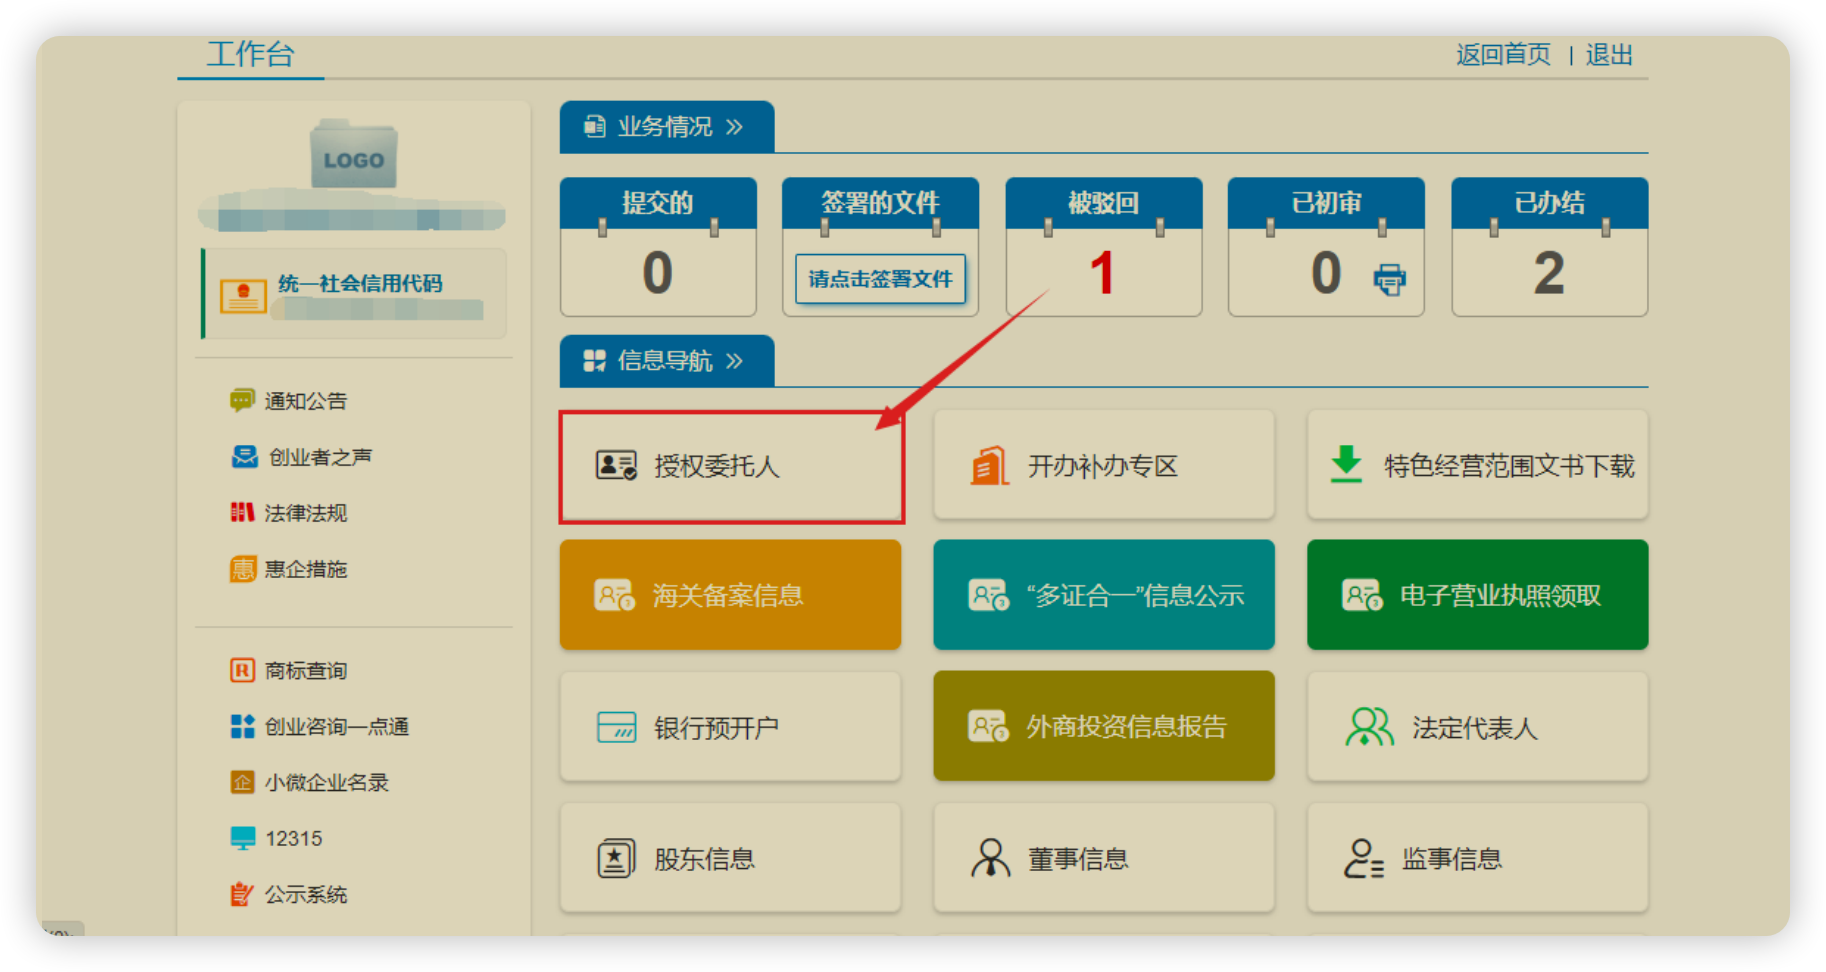 工作台
返回首页 | 退出
LOGO
统一社会信用代码
通知公告
创业者之声
法律法规
惠 惠企措施
R 商标查询
创业咨询一点通
企 小微企业名录
12315
公示系统
业务情况 »
提交的
0
签署的文件
请点击签署文件
被驳回
1
已初审
0
已办结
2
信息导航 »
授权委托人
开办补办专区
特色经营范围文书下载
海关备案信息
“多证合一”信息公示
电子营业执照领取
银行预开户
外商投资信息报告
法定代表人
股东信息
董事信息
监事信息